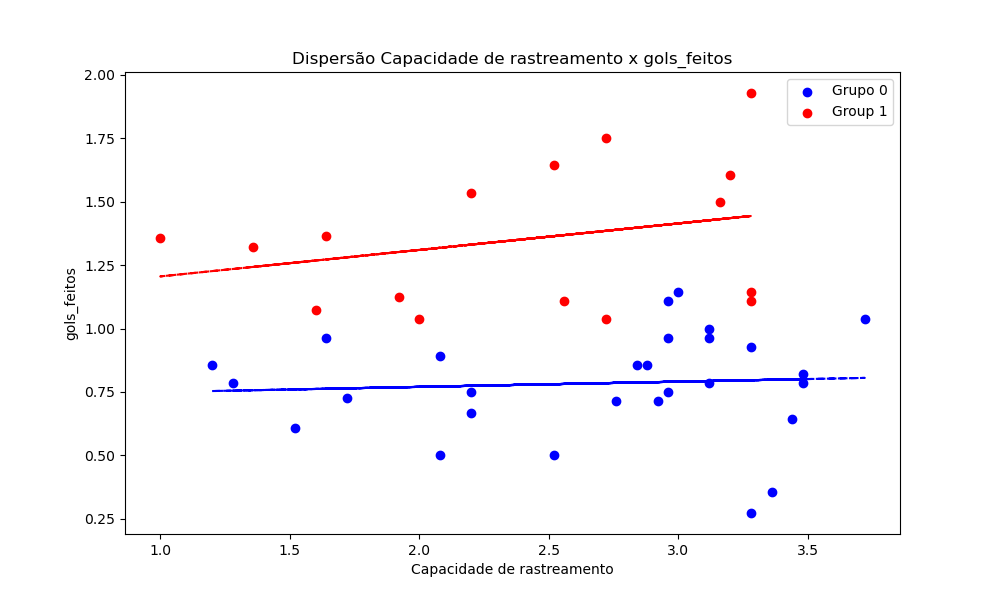 Dispersão Capacidade de rastreamento x gols_feitos
Grupo 0
Group 1
2.00
1.75
1.50
1.25
1.00
0.75
0.50
0.25
gols_feitos
1.0 1.5 2.0 2.5 3.0 3.5
Capacidade de rastreamento